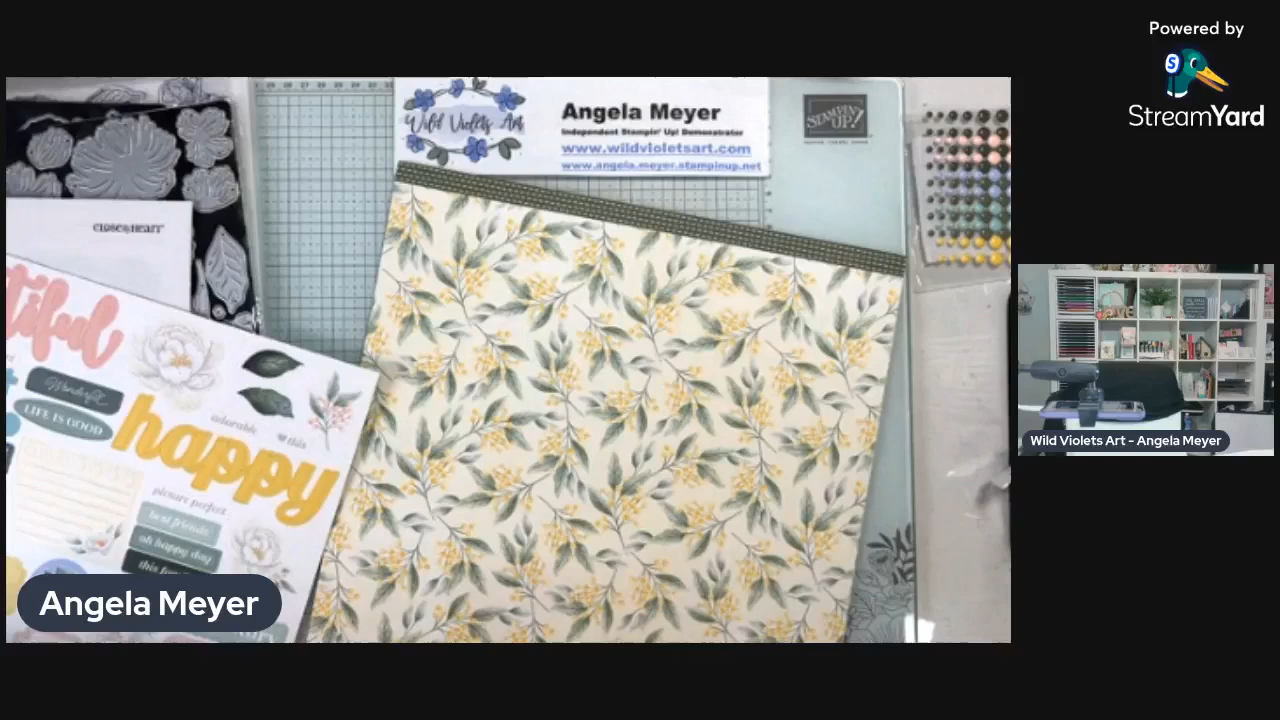 Powered by
StreamYard
Wild Violets Art
Angela Meyer
Independent Stampin' Up! Demonstrator
www.wildvioletsart.com
www.angela.meyer.stampinup.net
STAMPIN'
UP!
CLOSE TO MY HEART
tiful
Wonderful
LIFE IS GOOD
happy
adorable
this
picture perfect
best friends
oh happy day
Angela Meyer
Wild Violets Art - Angela Meyer